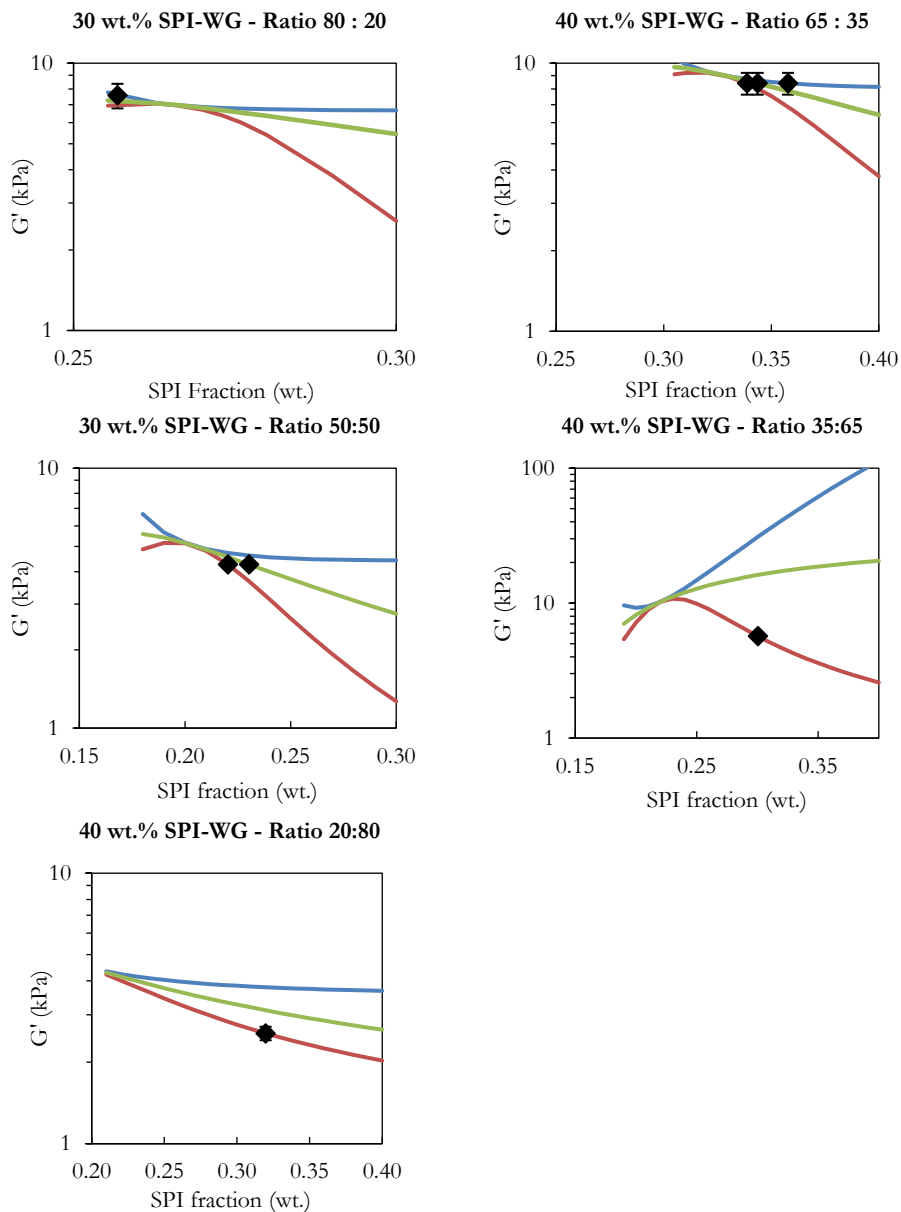 30 wt.% SPI-WG - Ratio 80 : 20
10
G' (kPa)
1
0.25 0.30
SPI Fraction (wt.)
40 wt.% SPI-WG - Ratio 65 : 35
10
G' (kPa)
1
0.25 0.30 0.35 0.40
SPI fraction (wt.)
30 wt.% SPI-WG - Ratio 50:50
10
G' (kPa)
1
0.15 0.20 0.25 0.30
SPI fraction (wt.)
40 wt.% SPI-WG - Ratio 35:65
100
10
G' (kPa)
1
0.15 0.25 0.35
SPI fraction (wt.)
40 wt.% SPI-WG - Ratio 20:80
10
G' (kPa)
1
0.20 0.25 0.30 0.35 0.40
SPI fraction (wt.)